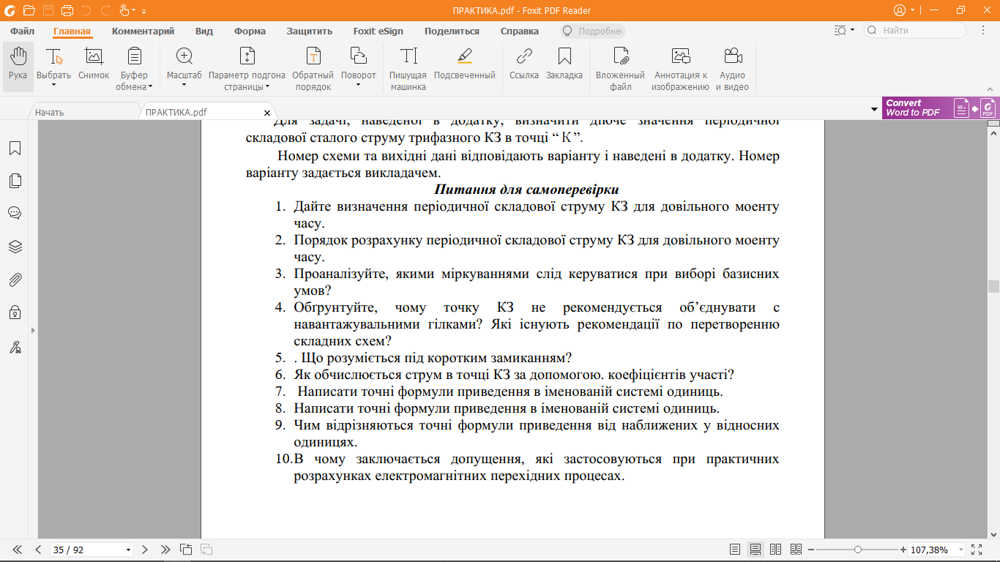 ПРАКТИКА.pdf - Foxit PDF Reader
Файл Главная Комментарий Вид Форма Защитить Foxit eSign Поделиться Справка Подробнее Найти
Рука Выбрать Снимок Буфер обмена Масштаб Параметр подгона страницы Обратный порядок Поворот Пишущая машинка Подсвеченный Ссылка Закладка Вложенный файл Аннотация к изображению Аудио и видео
Начать ПРАКТИКА.pdf
Convert
Word to PDF
Для задачі, наведеної в додатку, визначити діюче значення періодичної
складової сталого струму трифазного КЗ в точці “ К ”.
Номер схеми та вихідні дані відповідають варіанту і наведені в додатку. Номер
варіанту задається викладачем.
Питання для самоперевірки
1. Дайте визначення періодичної складової струму КЗ для довільного моенту
часу.
2. Порядок розрахунку періодичної складової струму КЗ для довільного моенту
часу.
3. Проаналізуйте, якими міркуваннями слід керуватися при виборі базисних
умов?
4. Обґрунтуйте, чому точку КЗ не рекомендується об’єднувати с
навантажувальними гілками? Які існують рекомендації по перетворенню
складних схем?
5. . Що розуміється під коротким замиканням?
6. Як обчислюється струм в точці КЗ за допомогою. коефіцієнтів участі?
7. Написати точні формули приведення в іменованій системі одиниць.
8. Написати точні формули приведення в іменованій системі одиниць.
9. Чим відрізняються точні формули приведення від наближених у відносних
одиницях.
10.В чому заключається допущення, які застосовуються при практичних
розрахунках електромагнітних перехідних процесах.
35 / 92 107,38%